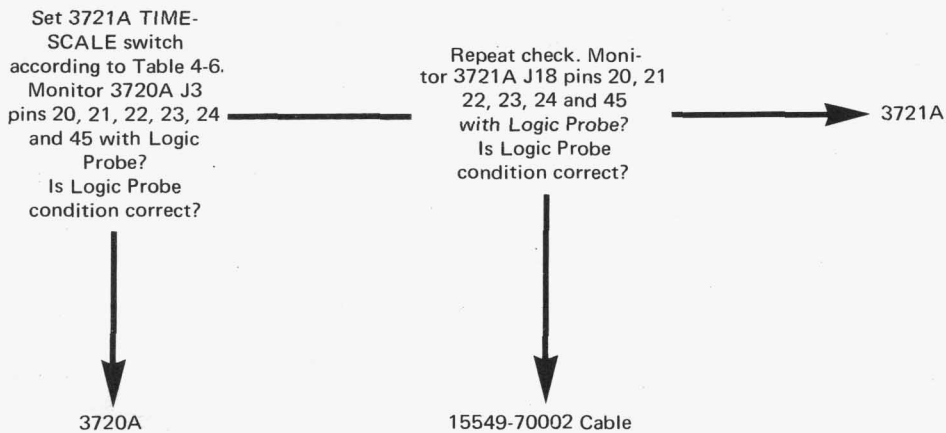 Set 3721A TIME-
SCALE switch
according to Table 4-6.
Monitor 3720A J3
pins 20, 21, 22, 23, 24
and 45 with Logic
Probe?
Is Logic Probe
condition correct?
Repeat check. Moni-
tor 3721A J18 pins 20, 21
22, 23, 24 and 45
with Logic Probe?
Is Logic Probe
condition correct?
3721A
3720A
15549-70002 Cable